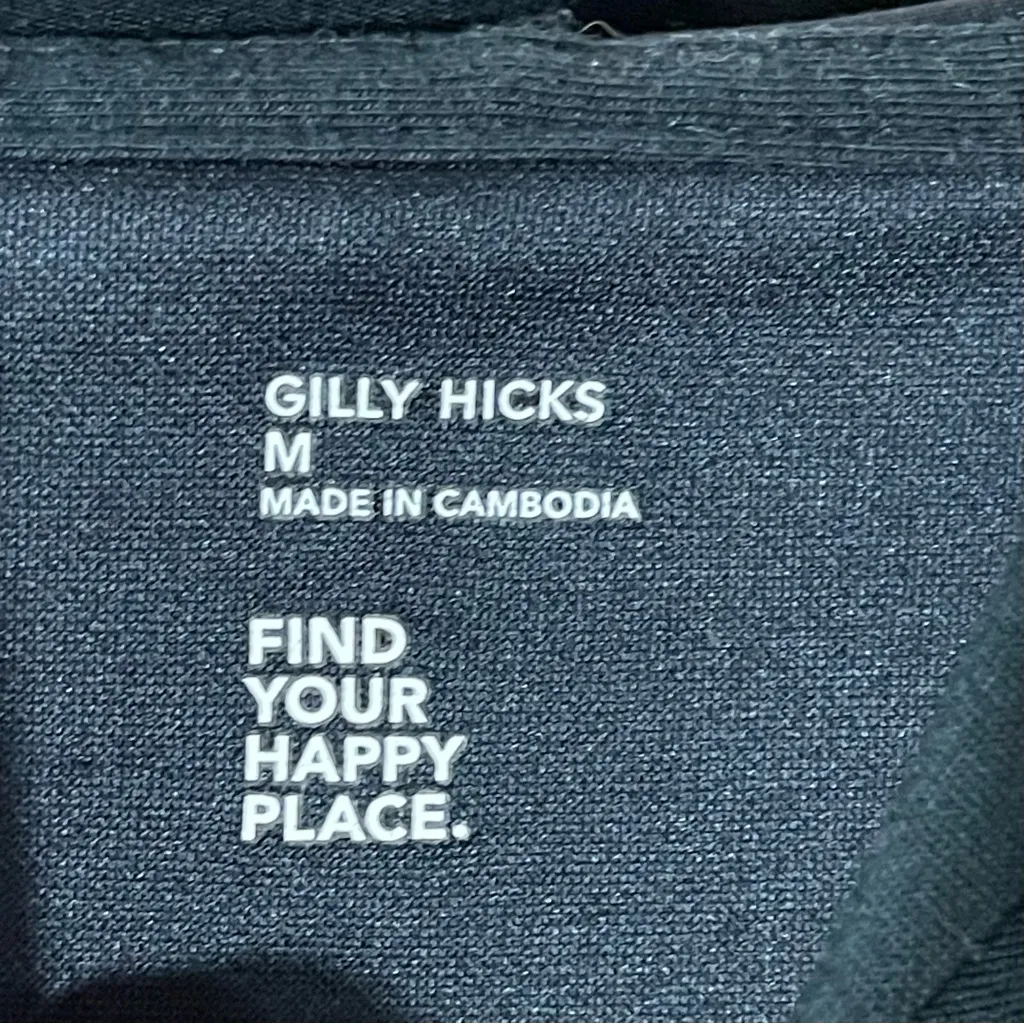 GILLY HICKS
M
MADE IN CAMBODIA
FIND
YOUR
HAPPY
PLACE.